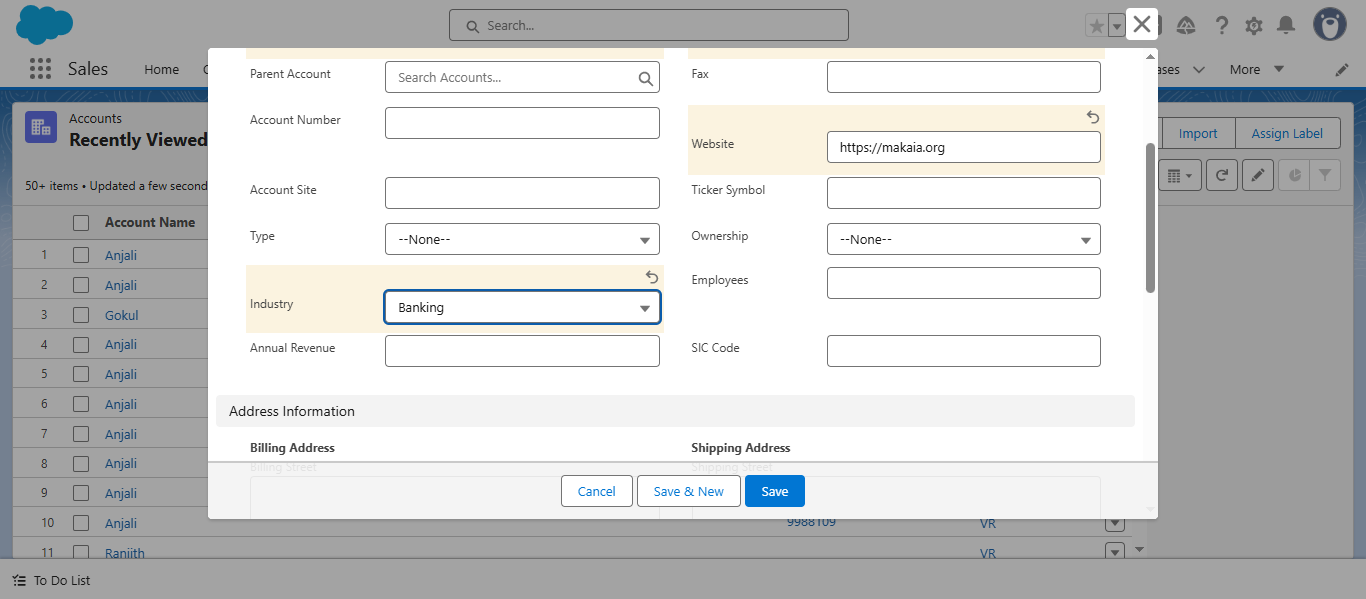 Search...
Sales
Home
More
Accounts
Recently Viewed
Import
Assign Label
50+ items • Updated a few second
Account Name
1 Anjali
2 Anjali
3 Gokul
4 Anjali
5 Anjali
6 Anjali
7 Anjali
8 Anjali
9 Anjali
10 Anjali 9988109 VR
11 Ranjith VR
Parent Account Search Accounts... Fax
Account Number
Website https://makaia.org
Account Site Ticker Symbol
Type --None-- Ownership --None--
Industry Banking Employees
Annual Revenue SIC Code
Address Information
Billing Address Shipping Address
Billing Street Shipping Street
Cancel Save & New Save
To Do List